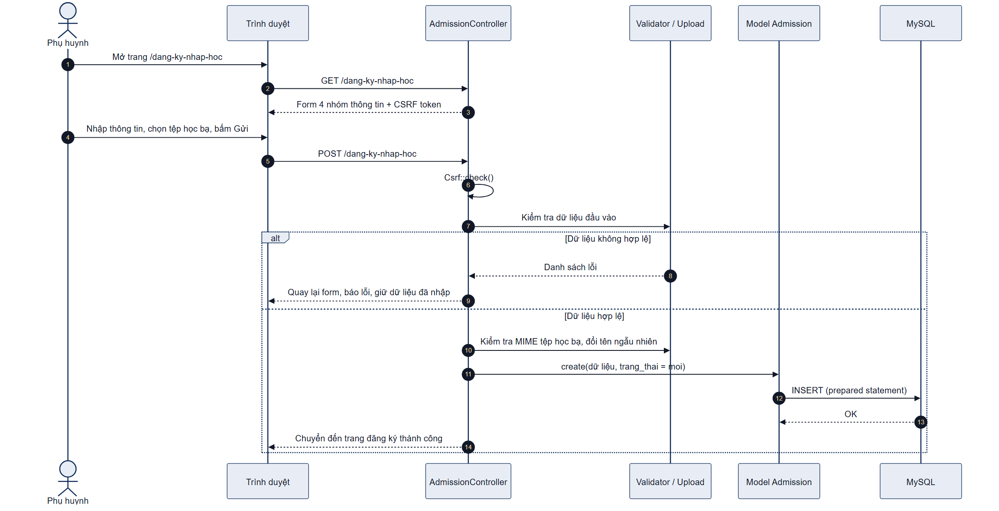 Phụ huynh
Trình duyệt
AdmissionController
Validator / Upload
Model Admission
MySQL
Mở trang /dang-ky-nhap-hoc
1
GET /dang-ky-nhap-hoc
2
Form 4 nhóm thông tin + CSRF token
3
Nhập thông tin, chọn tệp học bạ, bấm Gửi
4
POST /dang-ky-nhap-hoc
5
Csrf::check()
6
Kiểm tra dữ liệu đầu vào
7
alt
[Dữ liệu không hợp lệ]
Danh sách lỗi
8
Quay lại form, báo lỗi, giữ dữ liệu đã nhập
9
[Dữ liệu hợp lệ]
Kiểm tra MIME tệp học bạ, đổi tên ngẫu nhiên
10
create(dữ liệu, trang_thai = moi)
11
INSERT (prepared statement)
12
OK
13
Chuyển đến trang đăng ký thành công
14
Phụ huynh
Trình duyệt
AdmissionController
Validator / Upload
Model Admission
MySQL